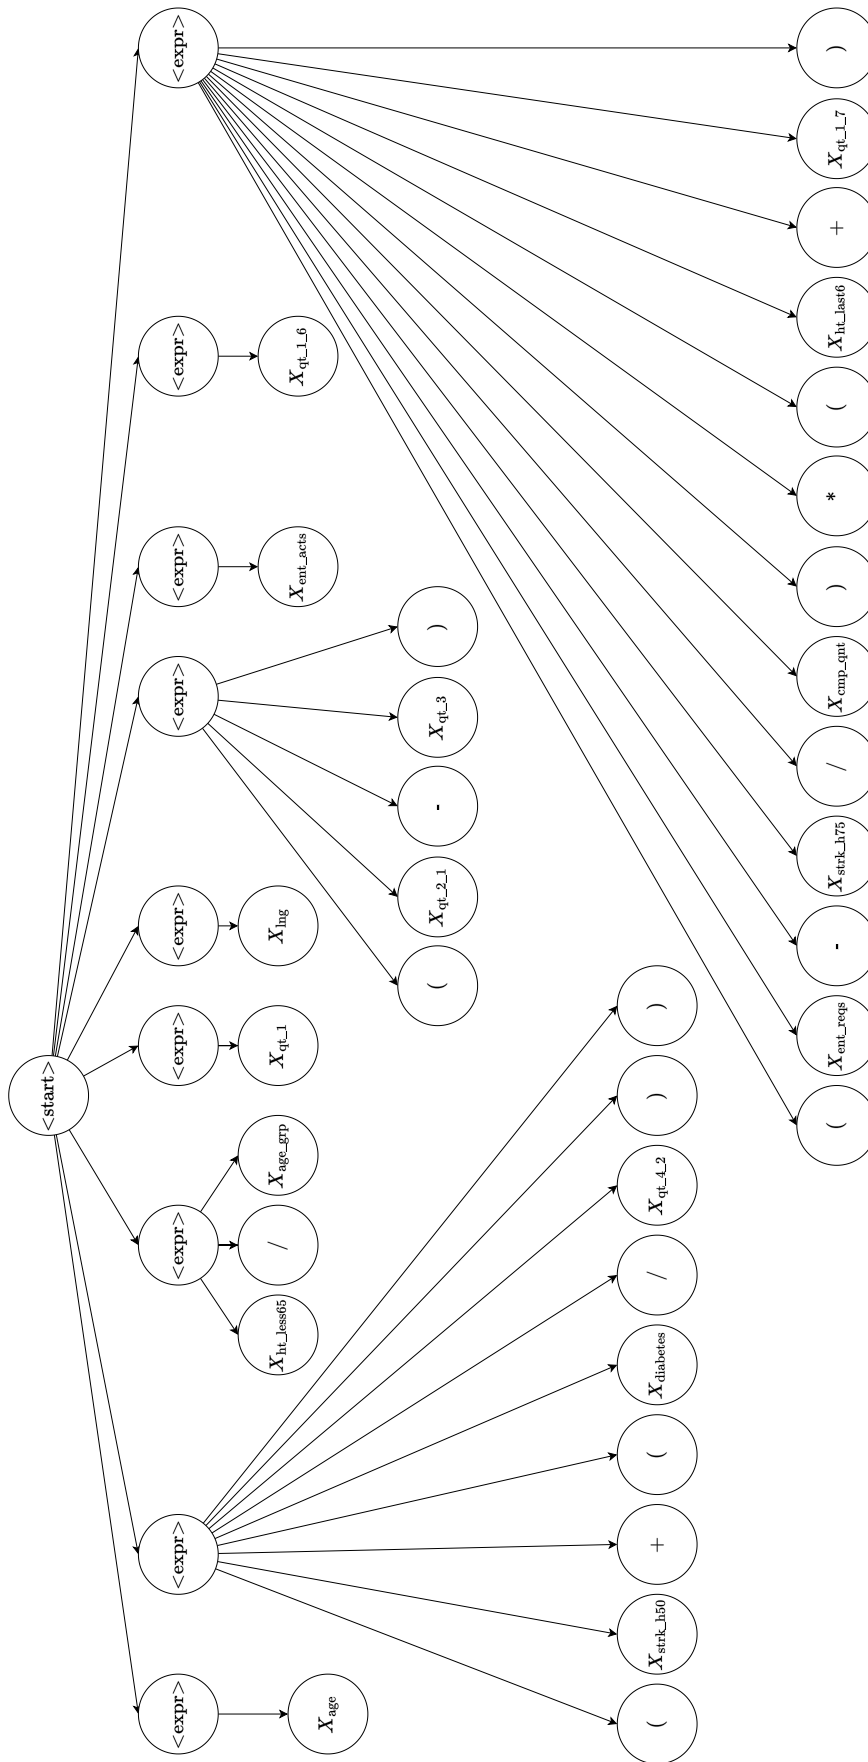 <start>
<expr> <expr> <expr> <expr> <expr> <expr> <expr> <expr> <expr>
X_ht_less65 / X_age_grp X_qt_1 X_lng
X_ent_acts X_qt_1_6
X_age
( X_qt_2_1 - X_qt_3 )
( X_strk_h50 + ( X_diabetes / X_qt_4_2 ) )
( X_ent_reqs - X_strk_h75 / X_cmp_qnt ) * ( X_ht_last6 + X_qt_1_7 )